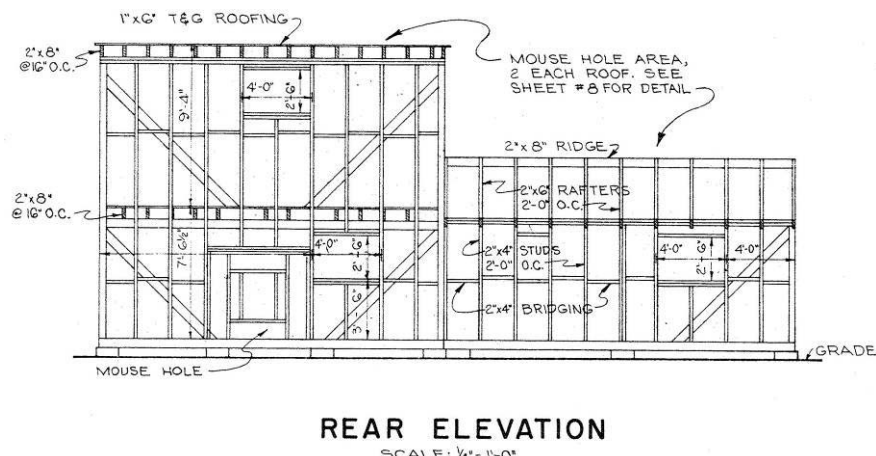 1"x6" T&G ROOFING
2"x8"
@16"O.C.
MOUSE HOLE AREA,
2 EACH ROOF. SEE
SHEET #8 FOR DETAIL
4'-0"
2'-6"
9'-4"
2"x8" RIDGE
2"x6" RAFTERS
2'-0" O.C.
2"x8"
@16"O.C.
7'-6½"
4'-0"
2'-6"
3'-6"
2"x4" STUDS
2'-0" O.C.
4'-0"
2'-6"
4'-0"
2"x4" BRIDGING
MOUSE HOLE
GRADE
REAR ELEVATION
SCALE: 1'-0"